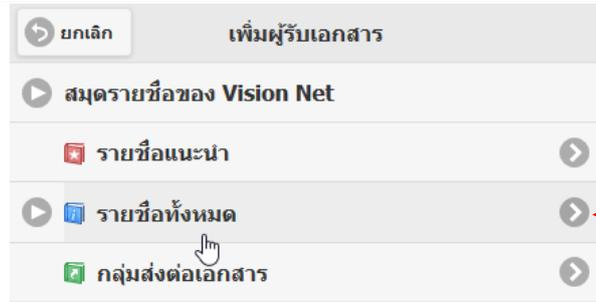 ยกเลิก เพิ่มผู้รับเอกสาร
สมุดรายชื่อของ Vision Net
รายชื่อแนะนำ
รายชื่อทั้งหมด
กลุ่มส่งต่อเอกสาร